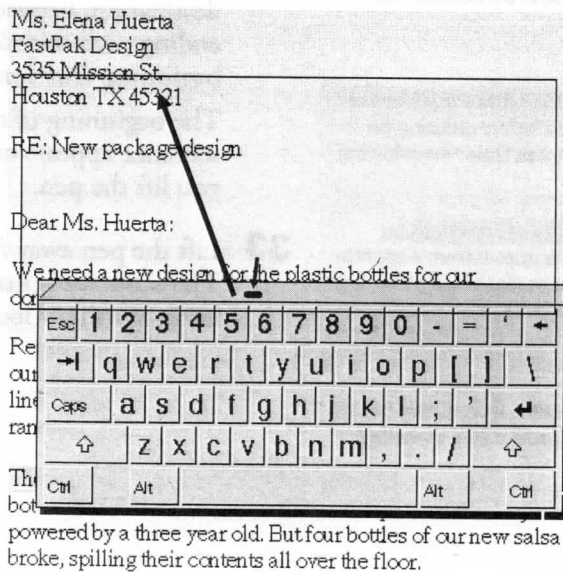 Ms. Elena Huerta
FastPak Design
3535 Mission St.
Houston TX 45321
RE: New package design
Dear Ms. Huerta:
We need a new design for the plastic bottles for our
Esc 1 2 3 4 5 6 7 8 9 0 - = ‘ ←
→| q w e r t y u i o p [ ] \
Caps a s d f g h j k l ; ’ ↵
⇧ z x c v b n m , . / ⇧
Ctrl Alt Alt Ctrl
powered by a three year old. But four bottles of our new salsa
broke, spilling their contents all over the floor.